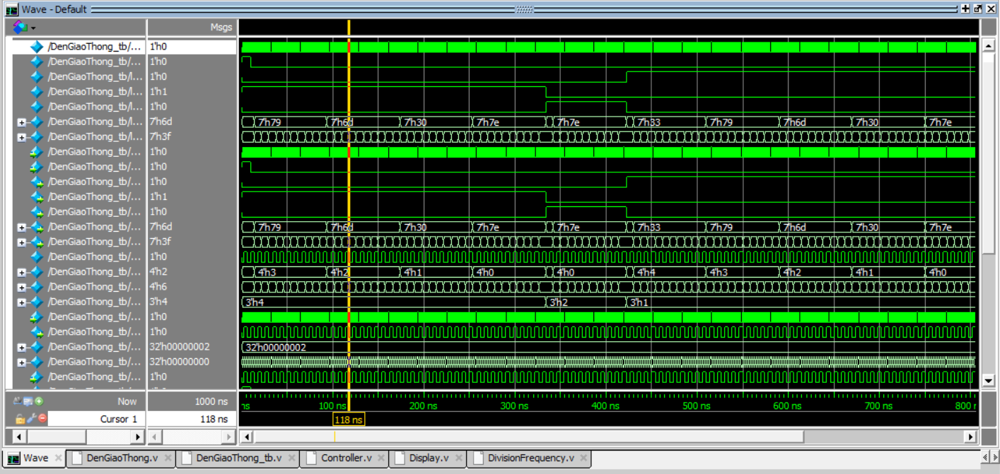 Wave - Default
Msgs
/DenGiaoThong_tb/... 1'h0
/DenGiaoThong_tb/... 1'h0
/DenGiaoThong_tb/l... 1'h0
/DenGiaoThong_tb/l... 1'h1
/DenGiaoThong_tb/l... 1'h0
/DenGiaoThong_tb/l... 7'h6d 7'h79 7'h6d 7'h30 7'h7e 7'h7e 7'h33 7'h79 7'h6d 7'h30 7'h7e
/DenGiaoThong_tb/l... 7'h3f
/DenGiaoThong_tb/... 1'h0
/DenGiaoThong_tb/... 1'h0
/DenGiaoThong_tb/... 1'h0
/DenGiaoThong_tb/... 1'h1
/DenGiaoThong_tb/... 1'h0
/DenGiaoThong_tb/... 7'h6d 7'h79 7'h6d 7'h30 7'h7e 7'h7e 7'h33 7'h79 7'h6d 7'h30 7'h7e
/DenGiaoThong_tb/... 7'h3f
/DenGiaoThong_tb/... 1'h0
/DenGiaoThong_tb/... 4'h2 4'h3 4'h2 4'h1 4'h0 4'h0 4'h4 4'h3 4'h2 4'h1 4'h0
/DenGiaoThong_tb/... 4'h6
/DenGiaoThong_tb/... 3'h4 3'h4 3'h2 3'h1
/DenGiaoThong_tb/... 1'h0
/DenGiaoThong_tb/... 1'h0
/DenGiaoThong_tb/... 32'h00000002 32'h00000002
/DenGiaoThong_tb/... 32'h00000000
/DenGiaoThong_tb/... 1'h0
Now 1000 ns ns 100 ns 200 ns 300 ns 400 ns 500 ns 600 ns 700 ns 800
Cursor 1 118 ns 118 ns
Wave DenGiaoThong.v DenGiaoThong_tb.v Controller.v Display.v DivisionFrequency.v